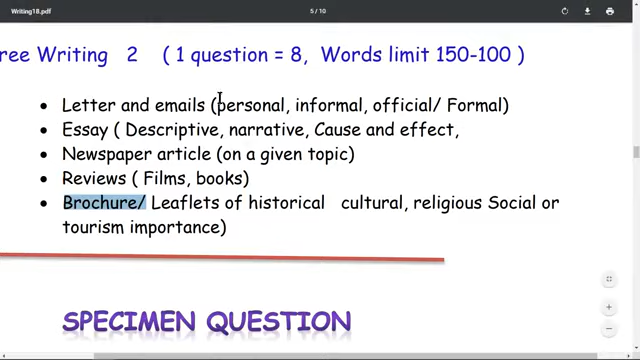 Writing18.pdf
5 / 10
ree Writing 2 ( 1 question = 8, Words limit 150-100 )
• Letter and emails (personal, informal, official/ Formal)
• Essay ( Descriptive, narrative, Cause and effect,
• Newspaper article (on a given topic)
• Reviews ( Films, books)
• Brochure/ Leaflets of historical cultural, religious Social or
tourism importance)
SPECIMEN QUESTION